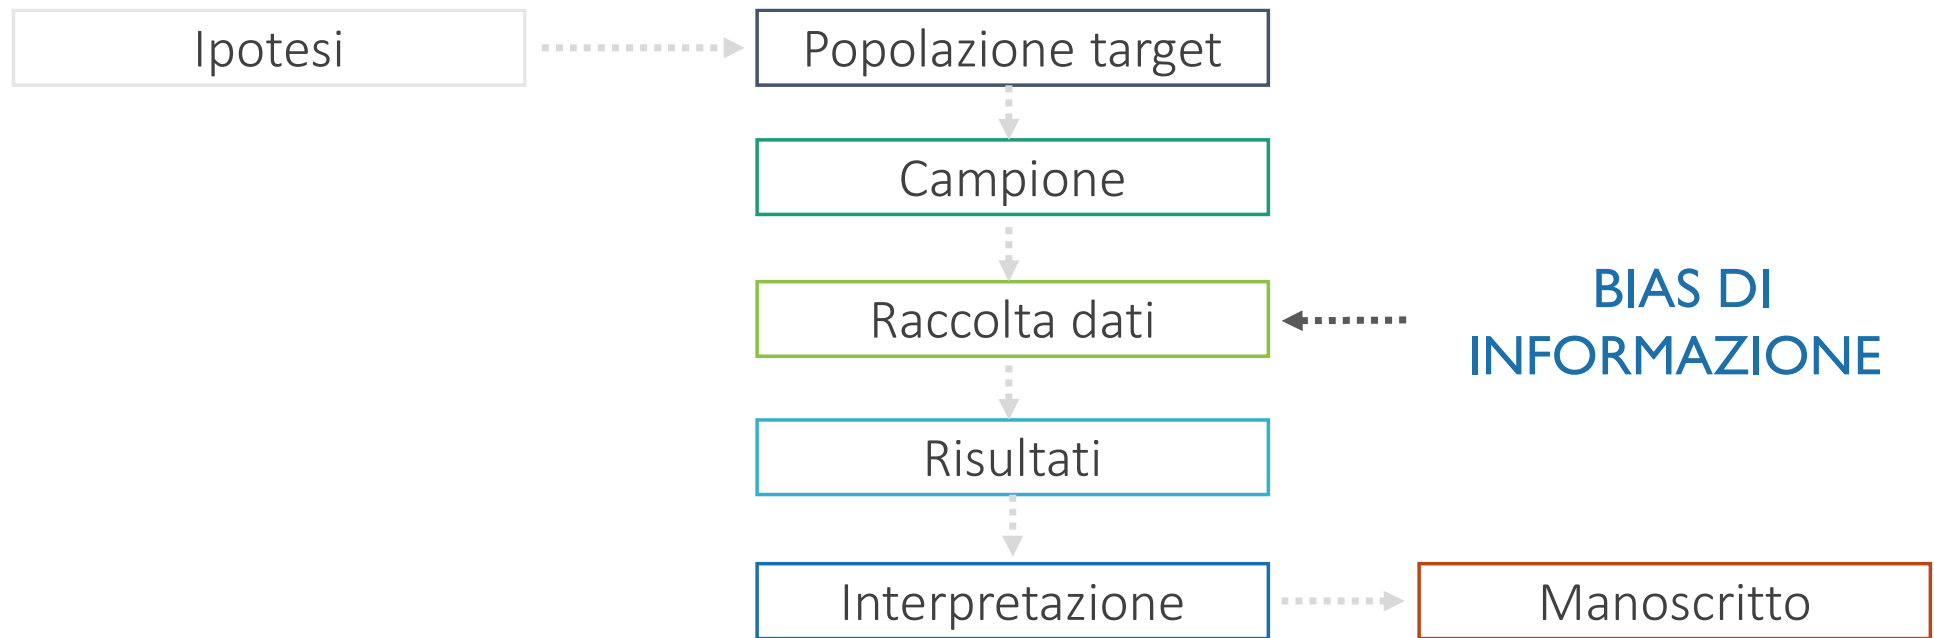 Ipotesi
Popolazione target
Campione
Raccolta dati
BIAS DI
INFORMAZIONE
Risultati
Interpretazione
Manoscritto